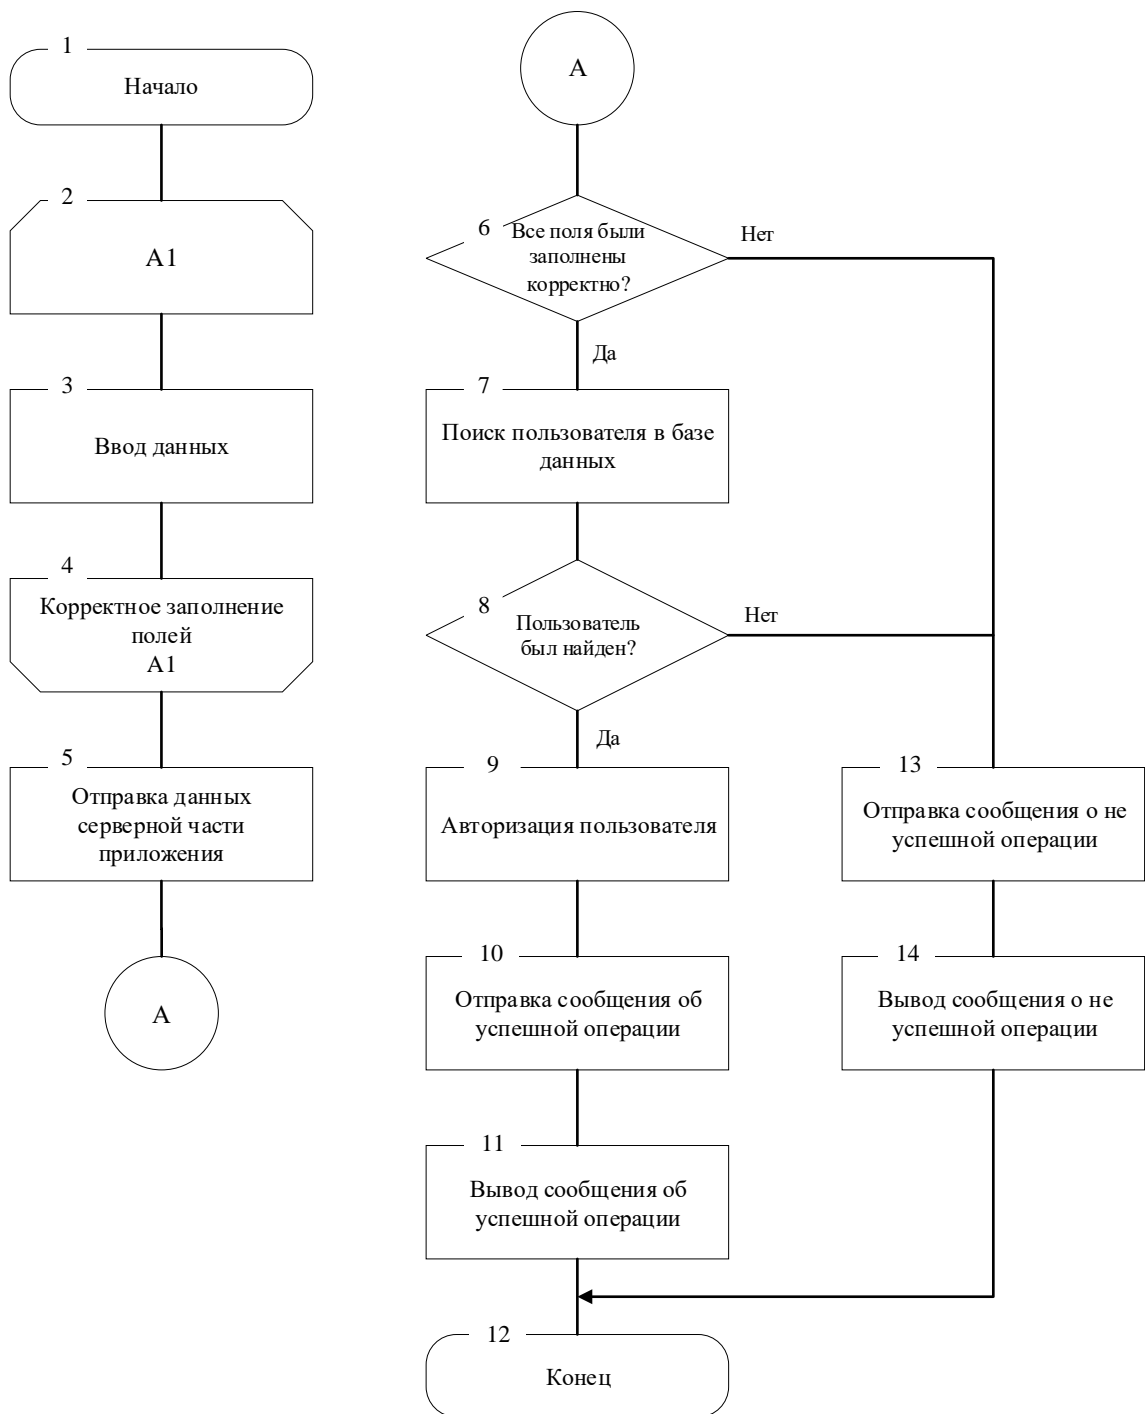 1
Начало
2
А1
3
Ввод данных
4
Корректное заполнение
полей
А1
5
Отправка данных
серверной части
приложения
А
А
6
Все поля были
заполнены
корректно?
Нет
Да
7
Поиск пользователя в базе
данных
8
Пользователь
был найден?
Нет
Да
9
Авторизация пользователя
10
Отправка сообщения об
успешной операции
11
Вывод сообщения об
успешной операции
12
Конец
13
Отправка сообщения о не
успешной операции
14
Вывод сообщения о не
успешной операции